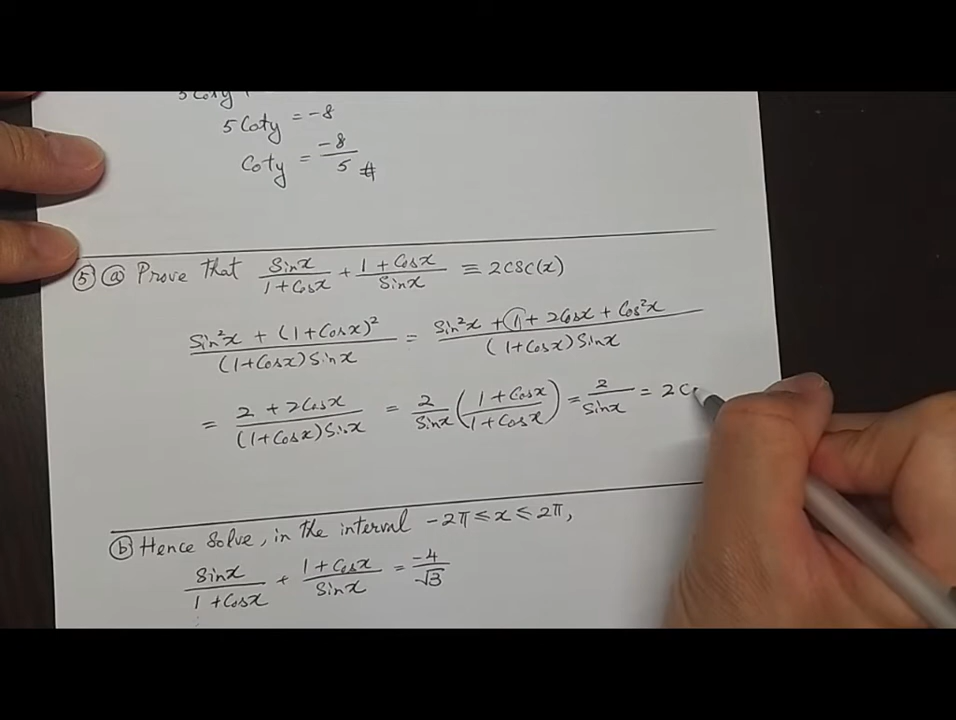 5 Coty = -8
Coty = -8/5 #
⑤ ⓐ Prove that Sinx/(1+Cosx) + (1+Cosx)/Sinx ≡ 2CSC(x)
(Sin²x + (1+Cosx)²)/((1+Cosx)Sinx) = (Sin²x + 1 + 2Cosx + Cos²x)/((1+Cosx)Sinx)
= (2 + 2Cosx)/((1+Cosx)Sinx) = 2/Sinx ((1+Cosx)/(1+Cosx)) = 2/Sinx = 2C
ⓑ Hence Solve, in the interval -2π ≤ x ≤ 2π,
Sinx/(1+Cosx) + (1+Cosx)/Sinx = -4/√3